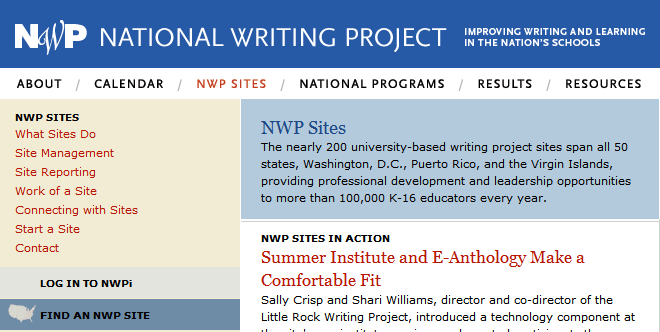 NWP NATIONAL WRITING PROJECT
IMPROVING WRITING AND LEARNING
IN THE NATION'S SCHOOLS
ABOUT / CALENDAR / NWP SITES / NATIONAL PROGRAMS / RESULTS / RESOURCES
NWP SITES
What Sites Do
Site Management
Site Reporting
Work of a Site
Connecting with Sites
Start a Site
Contact
LOG IN TO NWPi
FIND AN NWP SITE
NWP Sites
The nearly 200 university-based writing project sites span all 50
states, Washington, D.C., Puerto Rico, and the Virgin Islands,
providing professional development and leadership opportunities
to more than 100,000 K-16 educators every year.
NWP SITES IN ACTION
Summer Institute and E-Anthology Make a
Comfortable Fit
Sally Crisp and Shari Williams, director and co-director of the
Little Rock Writing Project, introduced a technology component at